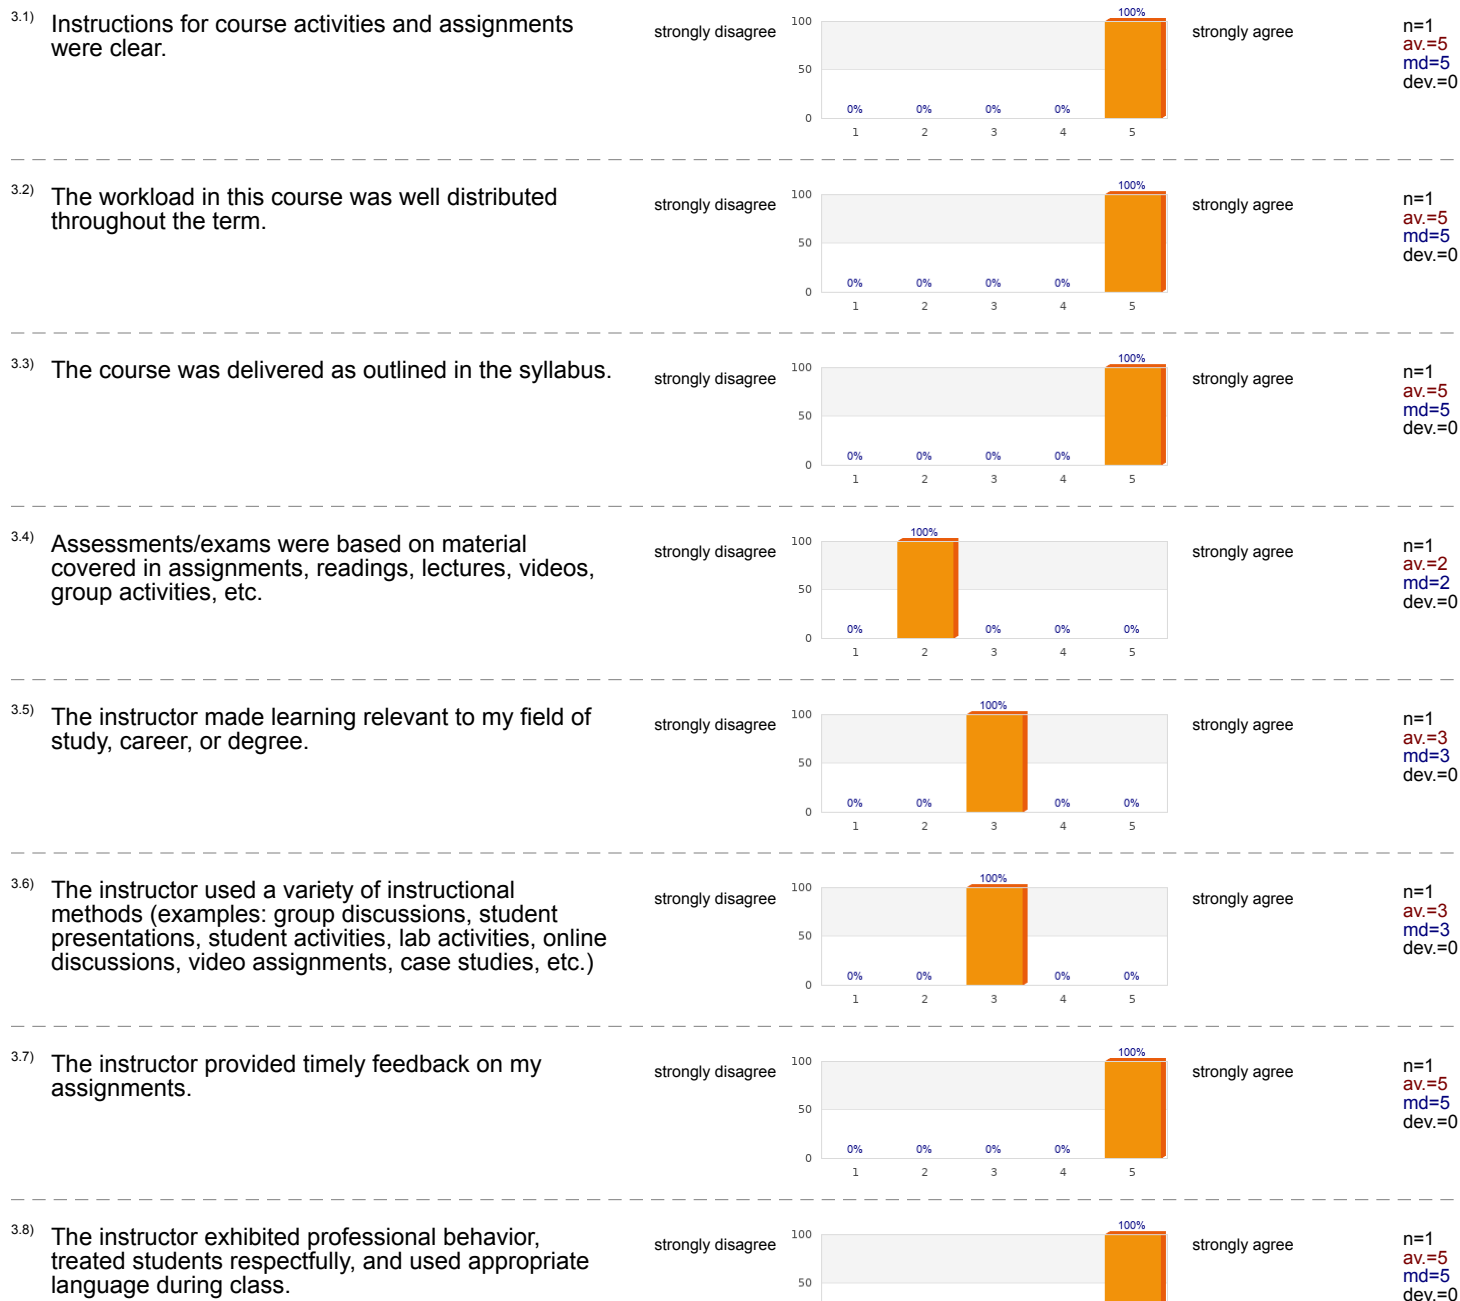 3.1) Instructions for course activities and assignments
were clear.
strongly disagree
strongly agree
100
50
0
0% 0% 0% 0% 100%
1 2 3 4 5
n=1
av.=5
md=5
dev.=0
3.2) The workload in this course was well distributed
throughout the term.
strongly disagree
strongly agree
100
50
0
0% 0% 0% 0% 100%
1 2 3 4 5
n=1
av.=5
md=5
dev.=0
3.3) The course was delivered as outlined in the syllabus.
strongly disagree
strongly agree
100
50
0
0% 0% 0% 0% 100%
1 2 3 4 5
n=1
av.=5
md=5
dev.=0
3.4) Assessments/exams were based on material
covered in assignments, readings, lectures, videos,
group activities, etc.
strongly disagree
strongly agree
100
50
0
0% 100% 0% 0% 0%
1 2 3 4 5
n=1
av.=2
md=2
dev.=0
3.5) The instructor made learning relevant to my field of
study, career, or degree.
strongly disagree
strongly agree
100
50
0
0% 0% 100% 0% 0%
1 2 3 4 5
n=1
av.=3
md=3
dev.=0
3.6) The instructor used a variety of instructional
methods (examples: group discussions, student
presentations, student activities, lab activities, online
discussions, video assignments, case studies, etc.)
strongly disagree
strongly agree
100
50
0
0% 0% 100% 0% 0%
1 2 3 4 5
n=1
av.=3
md=3
dev.=0
3.7) The instructor provided timely feedback on my
assignments.
strongly disagree
strongly agree
100
50
0
0% 0% 0% 0% 100%
1 2 3 4 5
n=1
av.=5
md=5
dev.=0
3.8) The instructor exhibited professional behavior,
treated students respectfully, and used appropriate
language during class.
strongly disagree
strongly agree
100
50
100%
n=1
av.=5
md=5
dev.=0